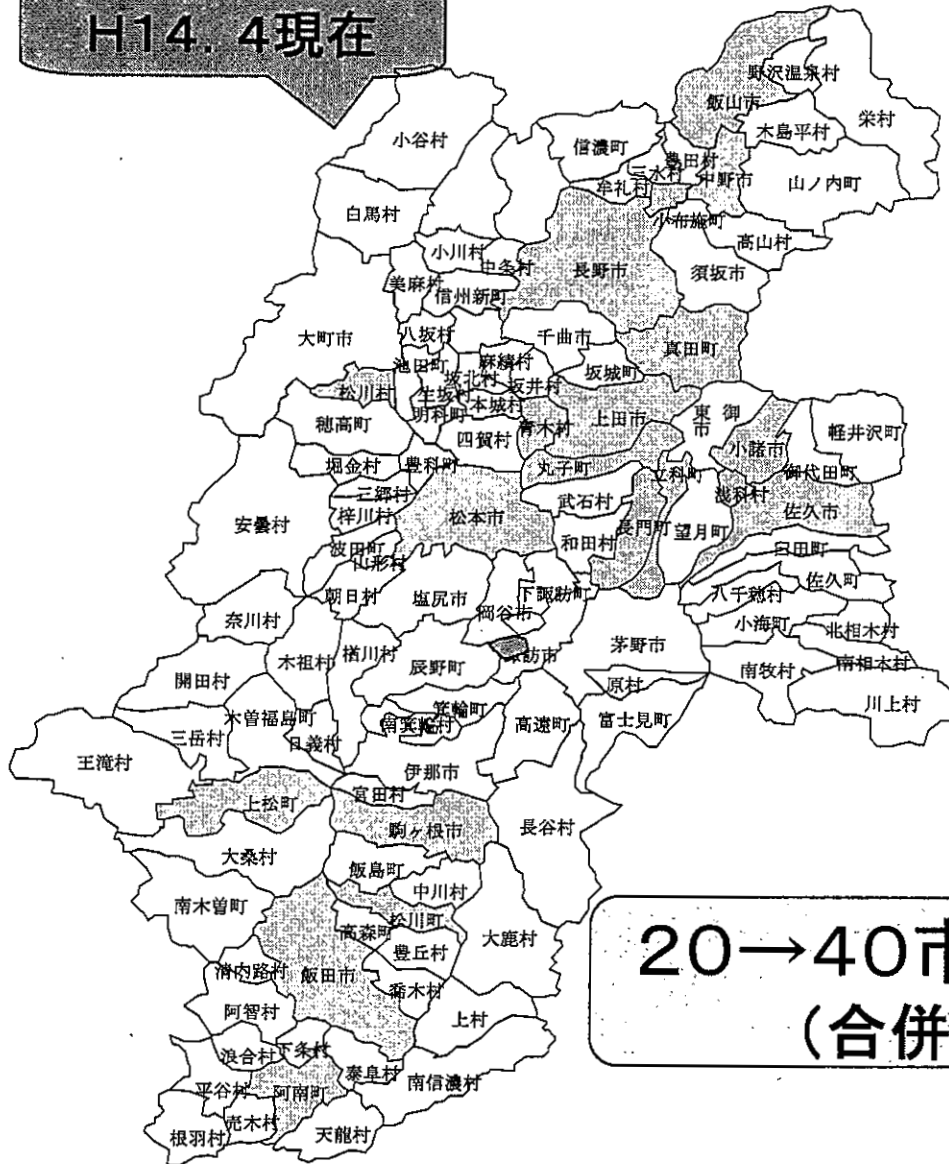 H14.4現在
野沢温泉村
飯山市
栄村
木島平村
小谷村
信濃町
豊田村
三水村
中野市
牟礼村
山ノ内町
白馬村
小布施町
高山村
小川村
中条村
長野市
須坂市
美麻村
信州新町
大町市
八坂村
千曲市
真田町
池田町
麻績村
坂城町
坂北村
坂井村
松川村
生坂村
本城村
上田市
東御市
明科町
青木村
穂高町
四賀村
小諸市
軽井沢町
堀金村
豊科町
丸子町
立科町
御代田町
三郷村
浅科村
武石村
佐久市
梓川村
松本市
長門町
望月町
安曇村
和田村
波田町
臼田町
山形村
佐久町
朝日村
塩尻市
下諏訪町
八千穂村
岡谷市
奈川村
小海町
北相木村
木祖村
楢川村
茅野市
諏訪市
辰野町
南牧村
南相木村
開田村
原村
川上村
木曽福島町
箕輪町
南箕輪村
高遠町
富士見町
三岳村
日義村
王滝村
伊那市
宮田村
上松町
長谷村
駒ヶ根市
大桑村
飯島町
中川村
南木曽町
松川町
高森町
大鹿村
豊丘村
清内路村
飯田市
喬木村
阿智村
上村
浪合村
下条村
泰阜村
南信濃村
平谷村
阿南町
売木村
根羽村
天龍村
20→40市
(合併